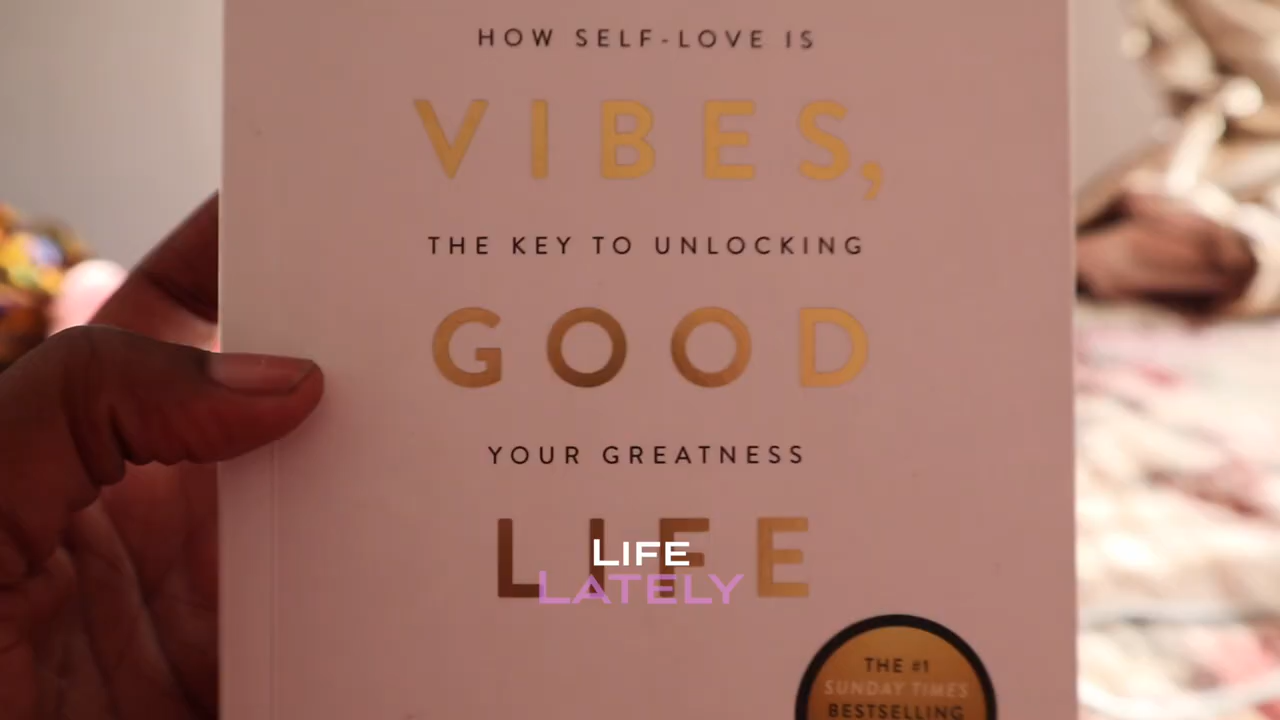 HOW SELF-LOVE IS
VIBES,
THE KEY TO UNLOCKING
GOOD
YOUR GREATNESS
LIFE
LIFE
LATELY
THE #1
SUNDAY TIMES
BESTSELLING